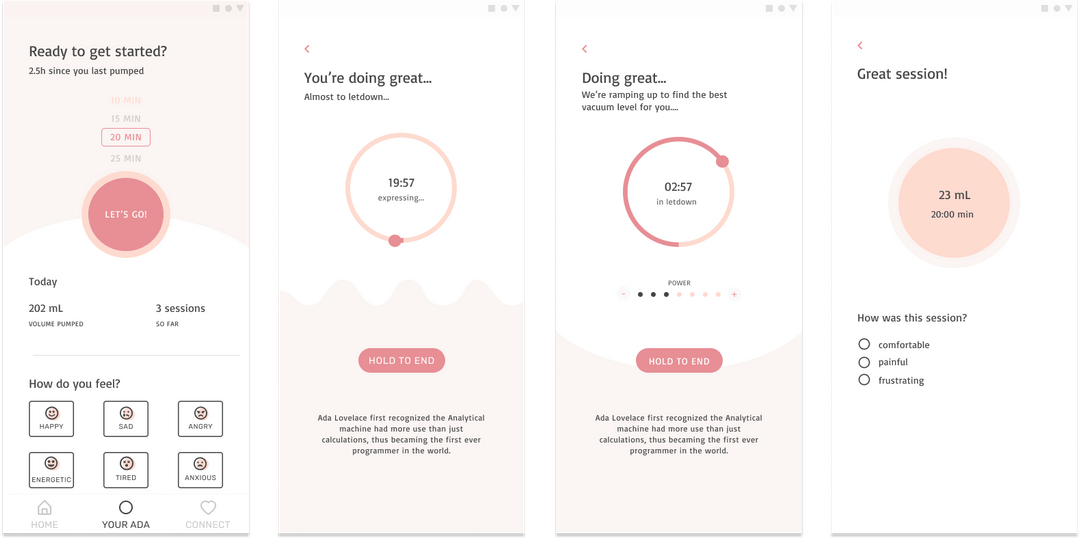 Ready to get started?
2.5h since you last pumped
10 MIN
15 MIN
20 MIN
25 MIN
LET'S GO!
Today
202 mL
3 sessions
VOLUME PUMPED
SO FAR
How do you feel?
HAPPY
SAD
ANGRY
ENERGETIC
TIRED
ANXIOUS
HOME
YOUR ADA
CONNECT
You're doing great...
Almost to letdown...
19:57
expressing...
HOLD TO END
Ada Lovelace first recognized the Analytical
machine had more use than just
calculations, thus becoming the first ever
programmer in the world.
Doing great...
We're ramping up to find the best
vacuum level for you....
02:57
in letdown
POWER
- +
HOLD TO END
Ada Lovelace first recognized the Analytical
machine had more use than just
calculations, thus becoming the first ever
programmer in the world.
Great session!
23 mL
20:00 min
How was this session?
comfortable
painful
frustrating